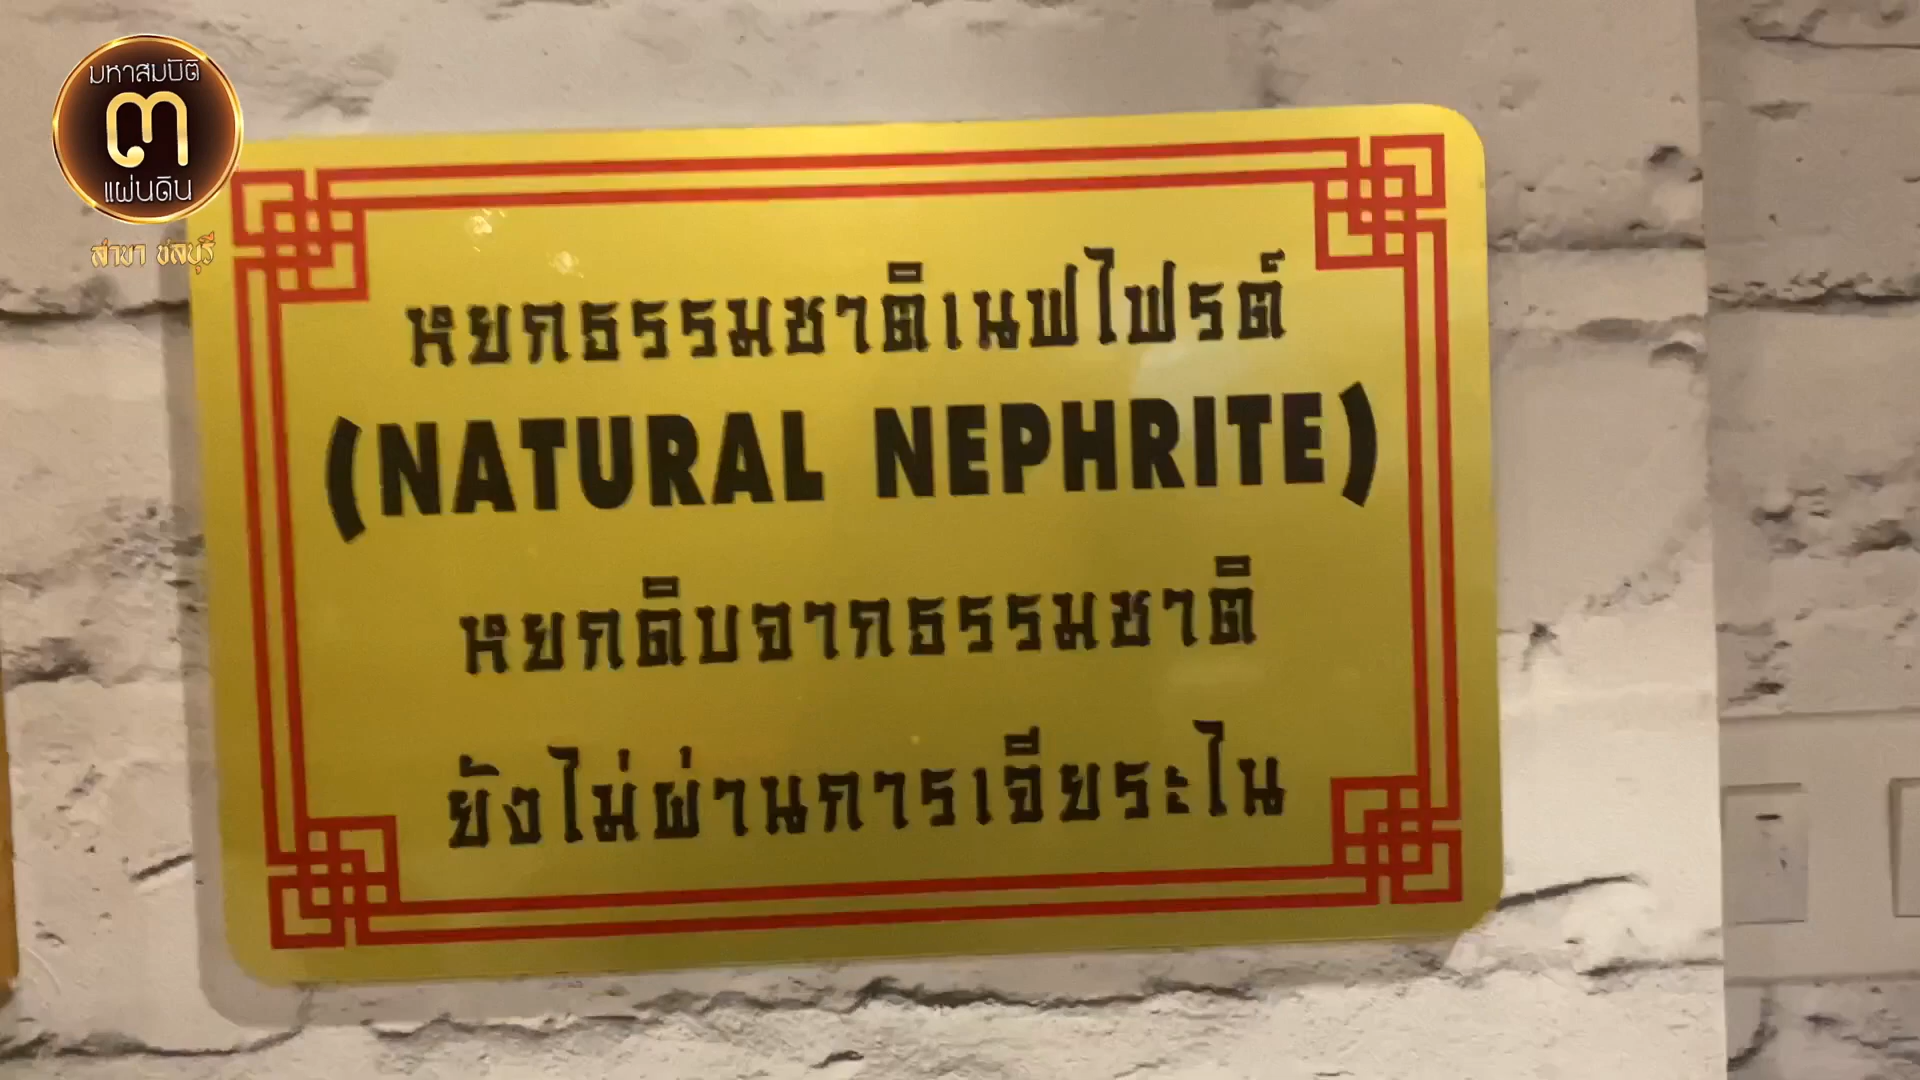 มหาสมบัติ
๓
แผ่นดิน
สาขา ชลบุรี
หยกธรรมชาติเนฟไฟรต์
(NATURAL NEPHRITE)
หยกดิบจากธรรมชาติ
ยังไม่ผ่านการเจียระไน